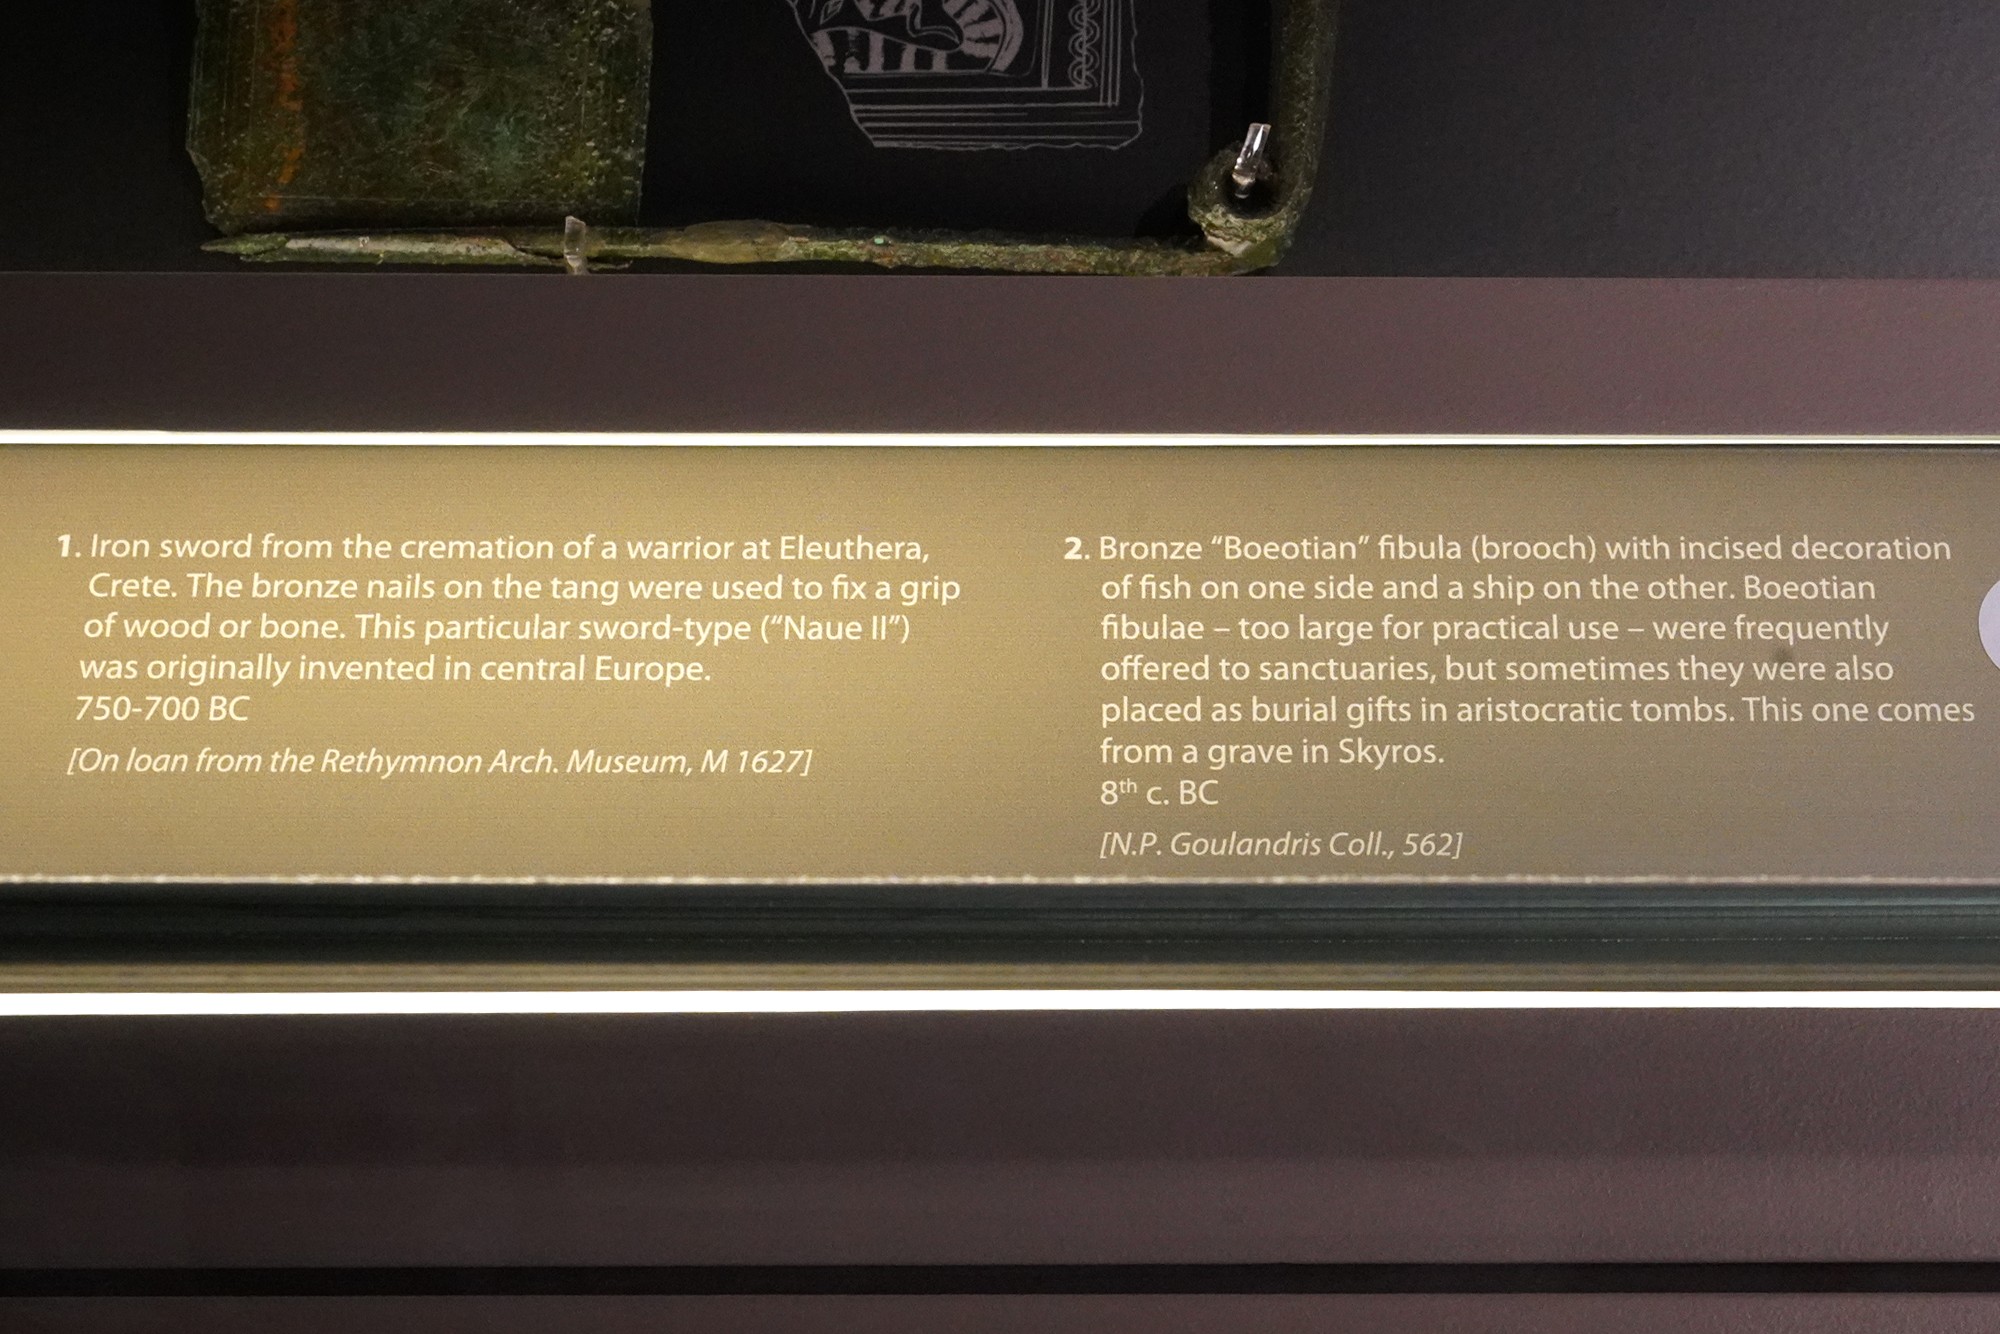 1. Iron sword from the cremation of a warrior at Eleuthera,
Crete. The bronze nails on the tang were used to fix a grip
of wood or bone. This particular sword-type (“Naue II”)
was originally invented in central Europe.
750-700 BC
[On loan from the Rethymnon Arch. Museum, M 1627]
2. Bronze “Boeotian” fibula (brooch) with incised decoration
of fish on one side and a ship on the other. Boeotian
fibulae – too large for practical use – were frequently
offered to sanctuaries, but sometimes they were also
placed as burial gifts in aristocratic tombs. This one comes
from a grave in Skyros.
8th c. BC
[N.P. Goulandris Coll., 562]